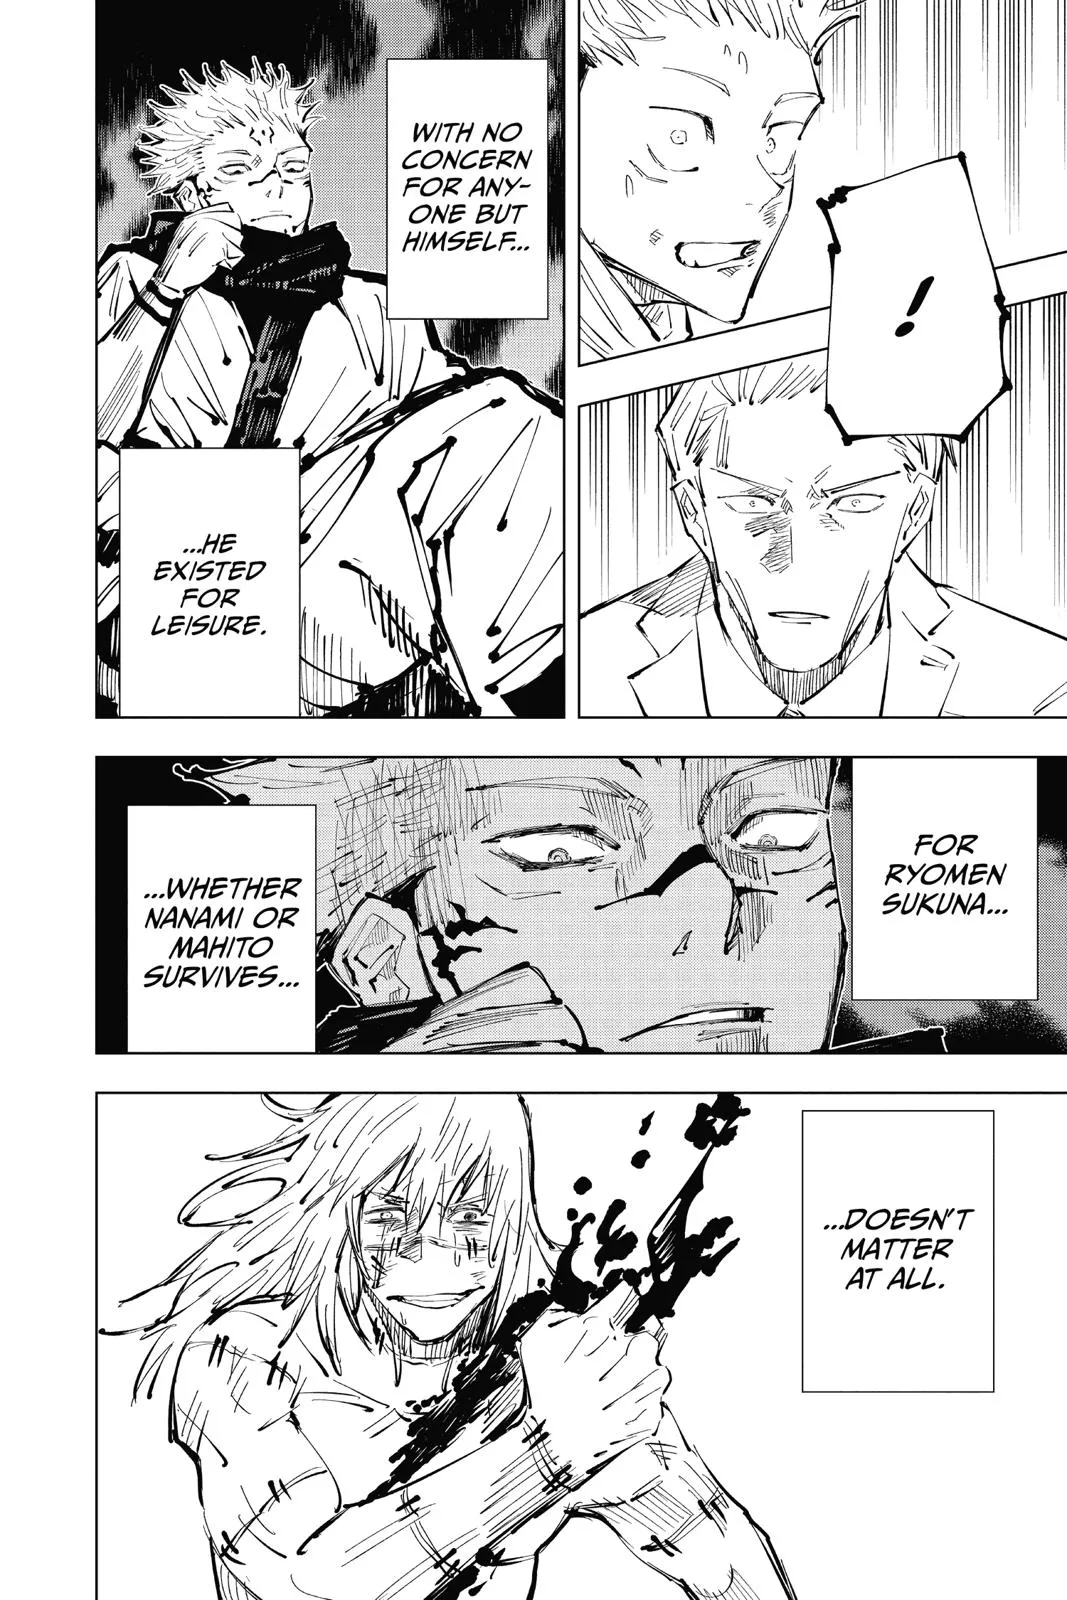 !
WITH NO
CONCERN
FOR ANY-
ONE BUT
HIMSELF...
...HE
EXISTED
FOR
LEISURE.
FOR
RYOMEN
SUKUNA...
...WHETHER
NANAMI OR
MAHITO
SURVIVES...
...DOESN'T
MATTER
AT ALL.